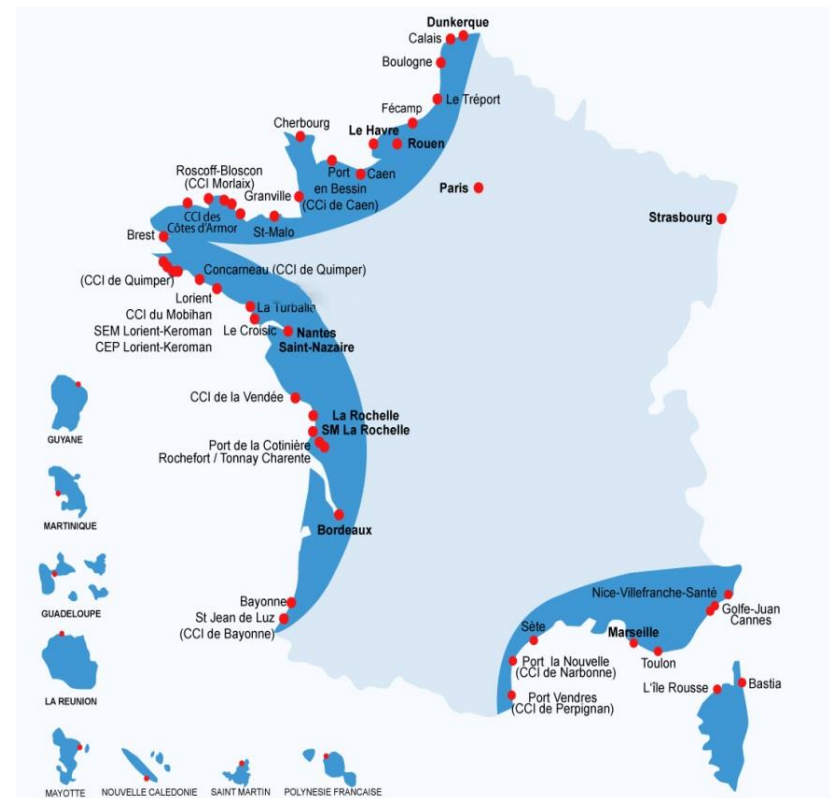 Dunkerque
Calais
Boulogne
Le Tréport
Fécamp
Cherbourg
Le Havre
Rouen
Port
en Bessin
(CCi de Caen)
Caen
Roscoff-Bloscon
(CCI Morlaix)
Granville
Paris
CCI des
Côtes d'Armor
St-Malo
Strasbourg
Brest
(CCI de Quimper)
Concarneau (CCI de Quimper)
Lorient
CCI du Mobihan
SEM Lorient-Keroman
CEP Lorient-Keroman
La Turballe
Le Croisic
Nantes
Saint-Nazaire
CCI de la Vendée
La Rochelle
SM La Rochelle
Port de la Cotinière
Rochefort / Tonnay Charente
Bordeaux
Bayonne
St Jean de Luz
(CCI de Bayonne)
Nice-Villefranche-Santé
Golfe-Juan
Cannes
Sète
Marseille
Toulon
Port la Nouvelle
(CCI de Narbonne)
Port Vendres
(CCI de Perpignan)
L'île Rousse
Bastia
GUYANE
MARTINIQUE
GUADELOUPE
LA REUNION
MAYOTTE
NOUVELLE CALEDONIE
SAINT MARTIN
POLYNESIE FRANCAISE